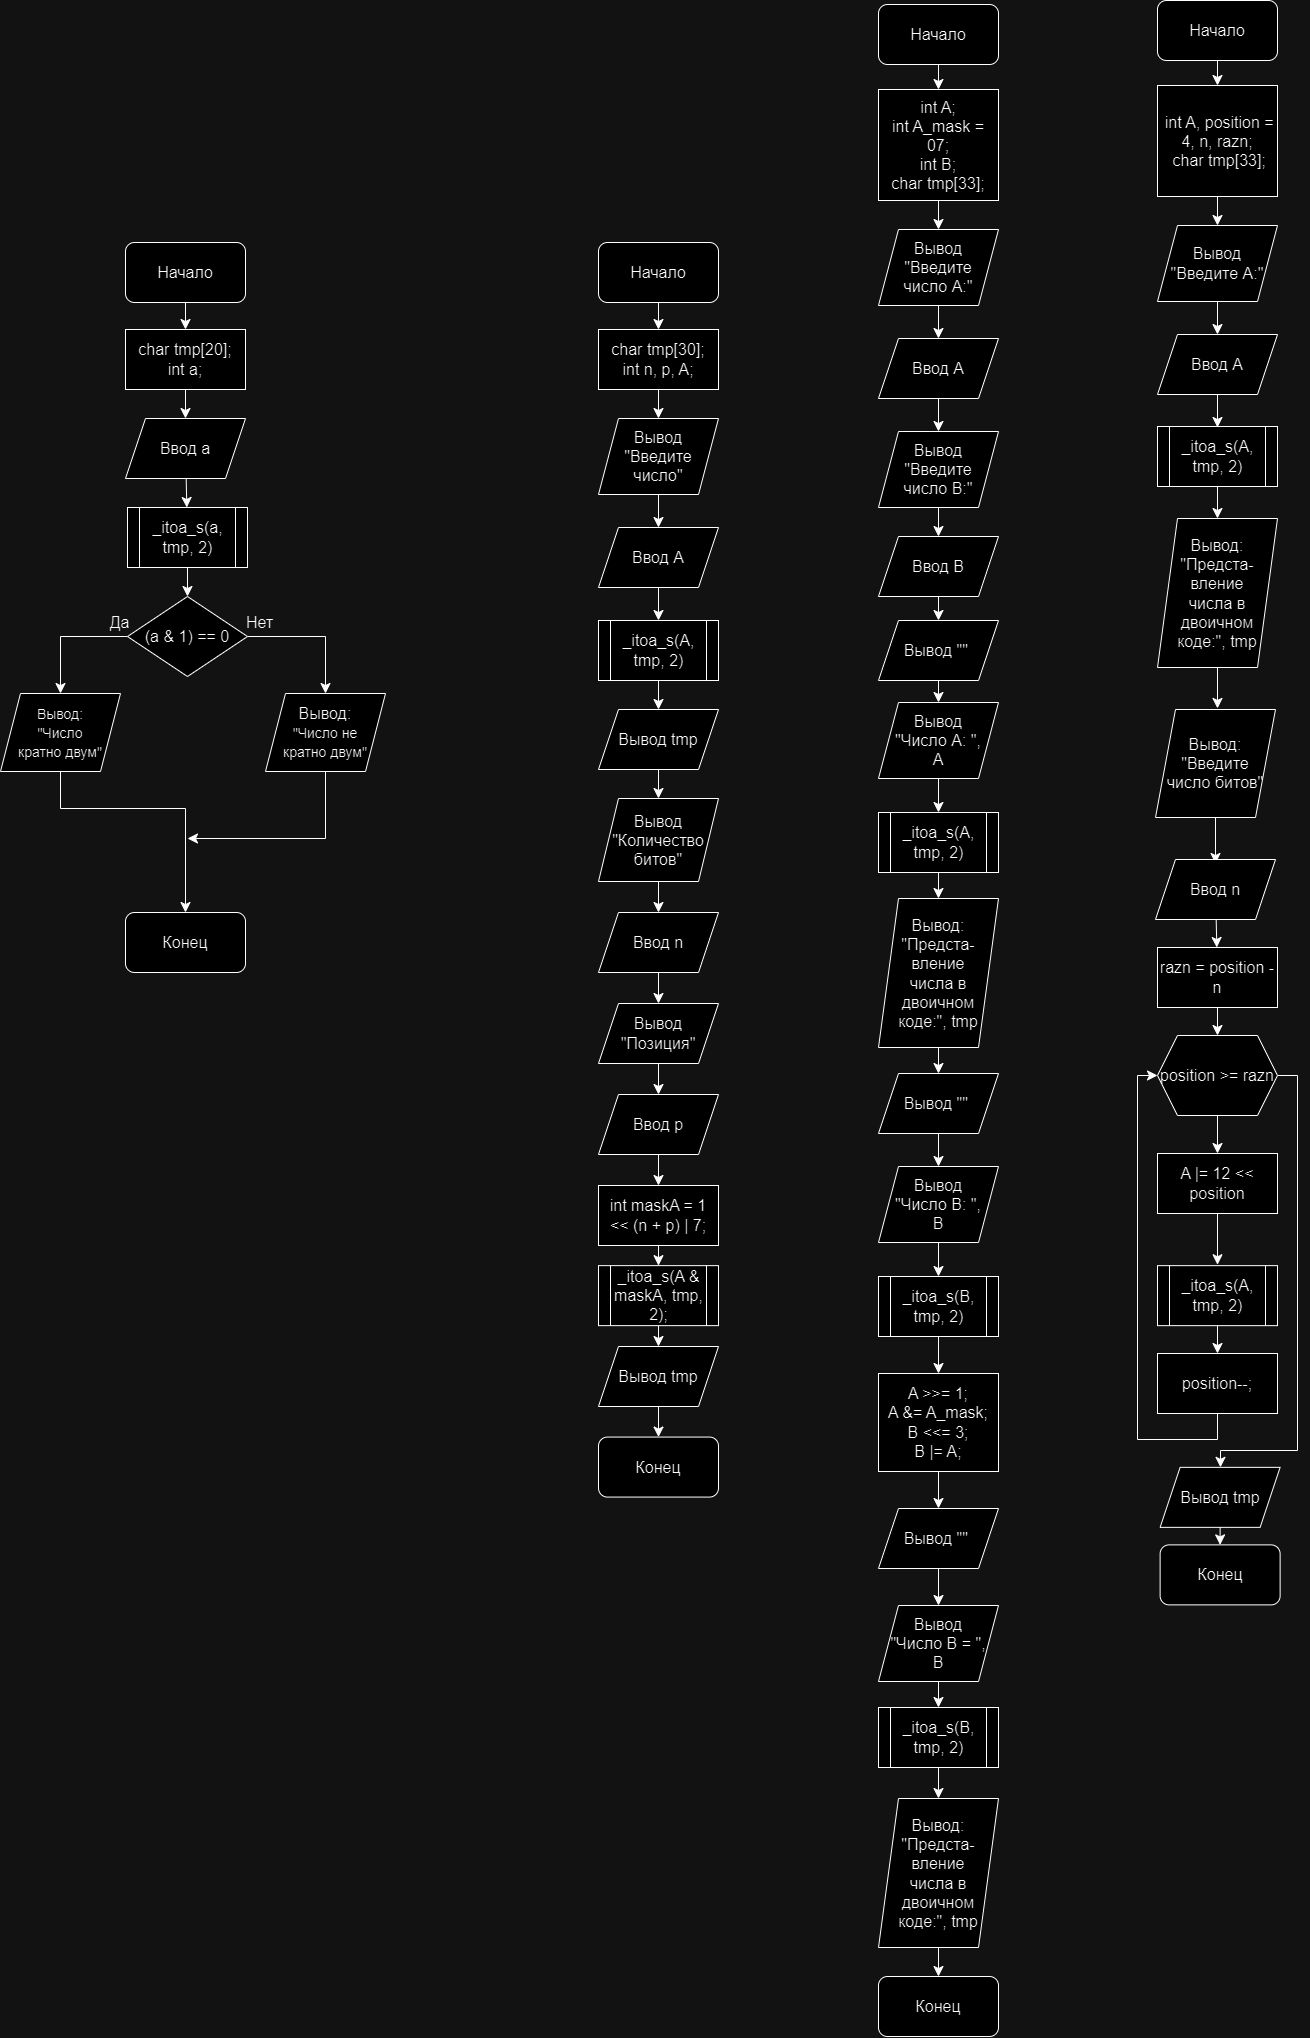 Начало
char tmp[20];
int a;
Ввод a
_itoa_s(a,
tmp, 2)
Да
(a & 1) == 0
Нет
Вывод:
"Число
кратно двум"
Вывод:
"Число не
кратно двум"
Конец
Начало
char tmp[30];
int n, p, A;
Вывод
"Введите
число"
Ввод A
_itoa_s(A,
tmp, 2)
Вывод tmp
Вывод
"Количество
битов"
Ввод n
Вывод
"Позиция"
Ввод p
int maskA = 1
<< (n + p) | 7;
_itoa_s(A &
maskA, tmp,
2);
Вывод tmp
Конец
Начало
int A;
int A_mask =
07;
int B;
char tmp[33];
Вывод
"Введите
число A:"
Ввод A
Вывод
"Введите
число B:"
Ввод B
Вывод ""
Вывод
"Число A: ",
A
_itoa_s(A,
tmp, 2)
Вывод:
"Предста-
вление
числа в
двоичном
коде:", tmp
Вывод ""
Вывод
"Число B: ",
B
_itoa_s(B,
tmp, 2)
A >>= 1;
A &= A_mask;
B <<= 3;
B |= A;
Вывод ""
Вывод
"Число B = ",
B
_itoa_s(B,
tmp, 2)
Вывод:
"Предста-
вление
числа в
двоичном
коде:", tmp
Конец
Начало
int A, position =
4, n, razn;
char tmp[33];
Вывод
"Введите A:"
Ввод A
_itoa_s(A,
tmp, 2)
Вывод:
"Предста-
вление
числа в
двоичном
коде:", tmp
Вывод:
"Введите
число битов"
Ввод n
razn = position -
n
position >= razn
A |= 12 <<
position
_itoa_s(A,
tmp, 2)
position--;
Вывод tmp
Конец